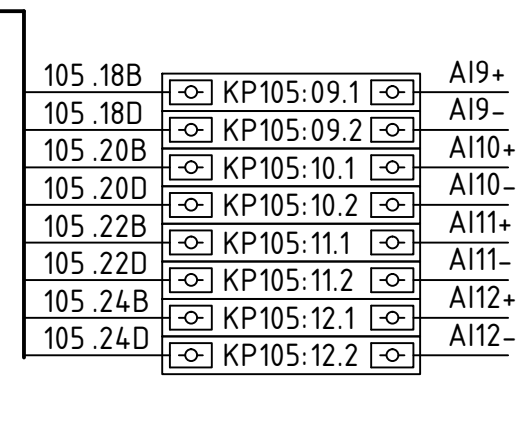 105 .18B KP105:09.1 AI9+
105 .18D KP105:09.2 AI9-
105 .20B KP105:10.1 AI10+
105 .20D KP105:10.2 AI10-
105 .22B KP105:11.1 AI11+
105 .22D KP105:11.2 AI11-
105 .24B KP105:12.1 AI12+
105 .24D KP105:12.2 AI12-